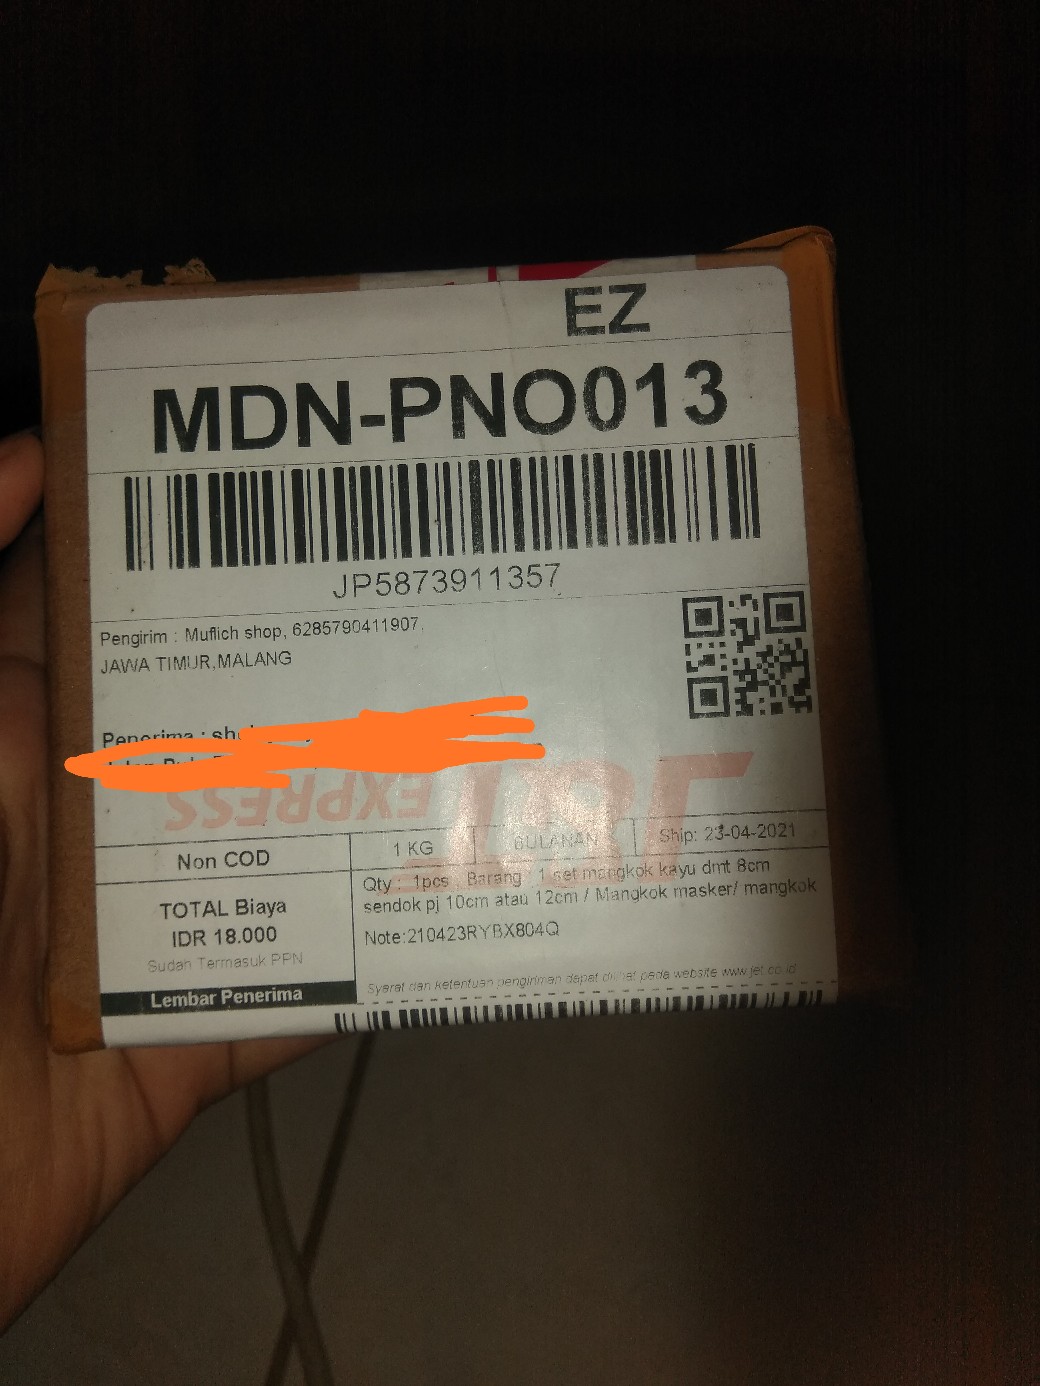 EZ
MDN-PNO013
JP5873911357
Pengirim : Muflich shop, 6285790411907,
JAWA TIMUR,MALANG
Penerima :
J&T EXPRESS
Non COD
1 KG
BULANAN
Ship: 23-04-2021
TOTAL Biaya
IDR 18.000
Sudah Termasuk PPN
Lembar Penerima
Qty : 1pcs , Barang : 1 set mangkok kayu dmt 8cm
sendok pj 10cm atau 12cm / Mangkok masker/ mangkok
Note:210423RYBX804Q
Syarat dan ketentuan pengiriman dapat dilihat pada website www.jet.co.id